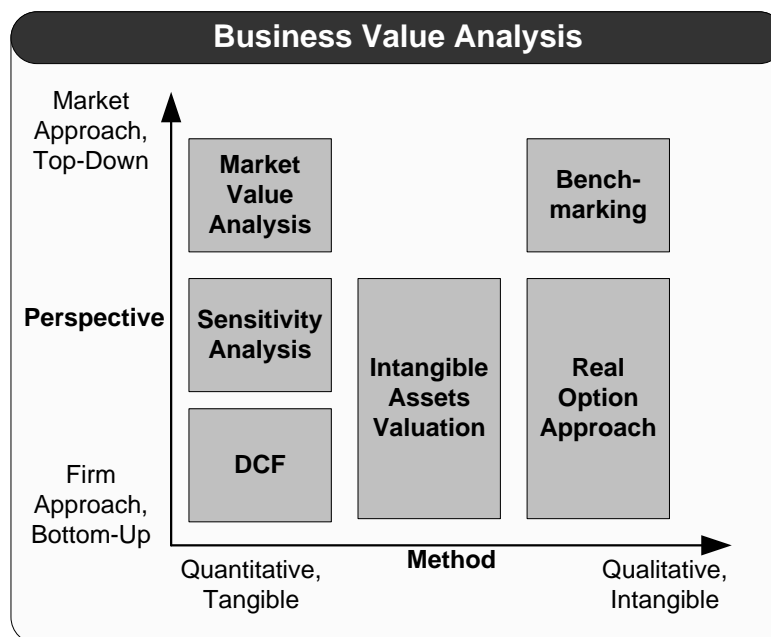 Business Value Analysis
Market
Approach,
Top-Down
Market
Value
Analysis
Bench-
marking
Perspective
Sensitivity
Analysis
Intangible
Assets
Valuation
Real
Option
Approach
DCF
Firm
Approach,
Bottom-Up
Method
Quantitative,
Tangible
Qualitative,
Intangible